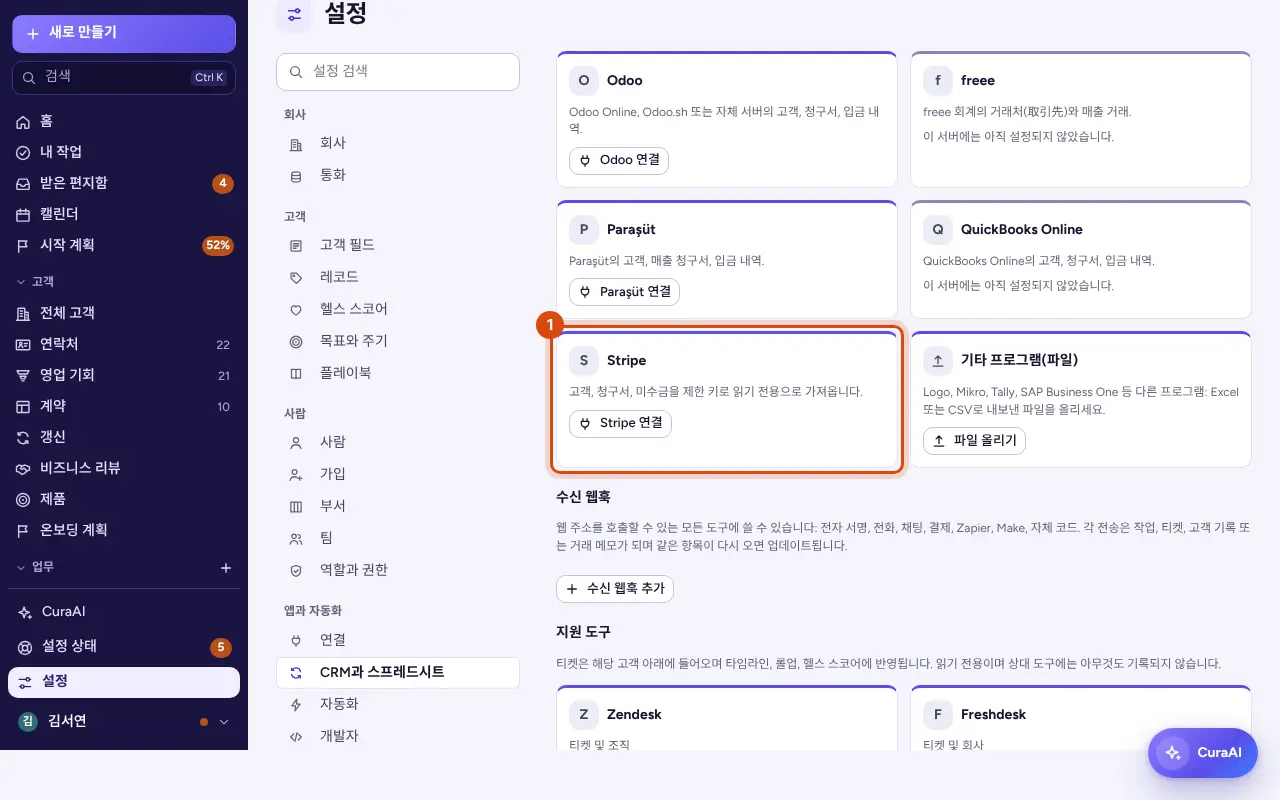 새로 만들기
검색
Ctrl K
홈
내 작업
받은 편지함
4
캘린더
시작 계획
52%
고객
전체 고객
연락처
22
영업 기회
21
계약
10
갱신
비즈니스 리뷰
제품
온보딩 계획
업무
CuraAI
설정 상태
5
설정
김
김서연
설정
설정 검색
회사
회사
통화
고객
고객 필드
레코드
헬스 스코어
목표와 주기
플레이북
사람
사람
가입
부서
팀
역할과 권한
앱과 자동화
연결
CRM과 스프레드시트
자동화
개발자
O
Odoo
Odoo Online, Odoo.sh 또는 자체 서버의 고객, 청구서, 입금 내
역.
Odoo 연결
f
freee
freee 회계의 거래처(取引先)와 매출 거래.
이 서버에는 아직 설정되지 않았습니다.
P
Paraşüt
Paraşüt의 고객, 매출 청구서, 입금 내역.
Paraşüt 연결
Q
QuickBooks Online
QuickBooks Online의 고객, 청구서, 입금 내역.
이 서버에는 아직 설정되지 않았습니다.
1
S
Stripe
고객, 청구서, 미수금을 제한 키로 읽기 전용으로 가져옵니다.
Stripe 연결
기타 프로그램(파일)
Logo, Mikro, Tally, SAP Business One 등 다른 프로그램: Excel
또는 CSV로 내보낸 파일을 올리세요.
파일 올리기
수신 웹훅
웹 주소를 호출할 수 있는 모든 도구에 쓸 수 있습니다: 전자 서명, 전화, 채팅, 결제, Zapier, Make, 자체 코드. 각 전송은 작업, 티켓, 고객 기록 또
는 거래 메모가 되며 같은 항목이 다시 오면 업데이트됩니다.
수신 웹훅 추가
지원 도구
티켓은 해당 고객 아래에 들어오며 타임라인, 롤업, 헬스 스코어에 반영됩니다. 읽기 전용이며 상대 도구에는 아무것도 기록되지 않습니다.
Z
Zendesk
티켓 및 조직
F
Freshdesk
티켓 및 회사
CuraAI